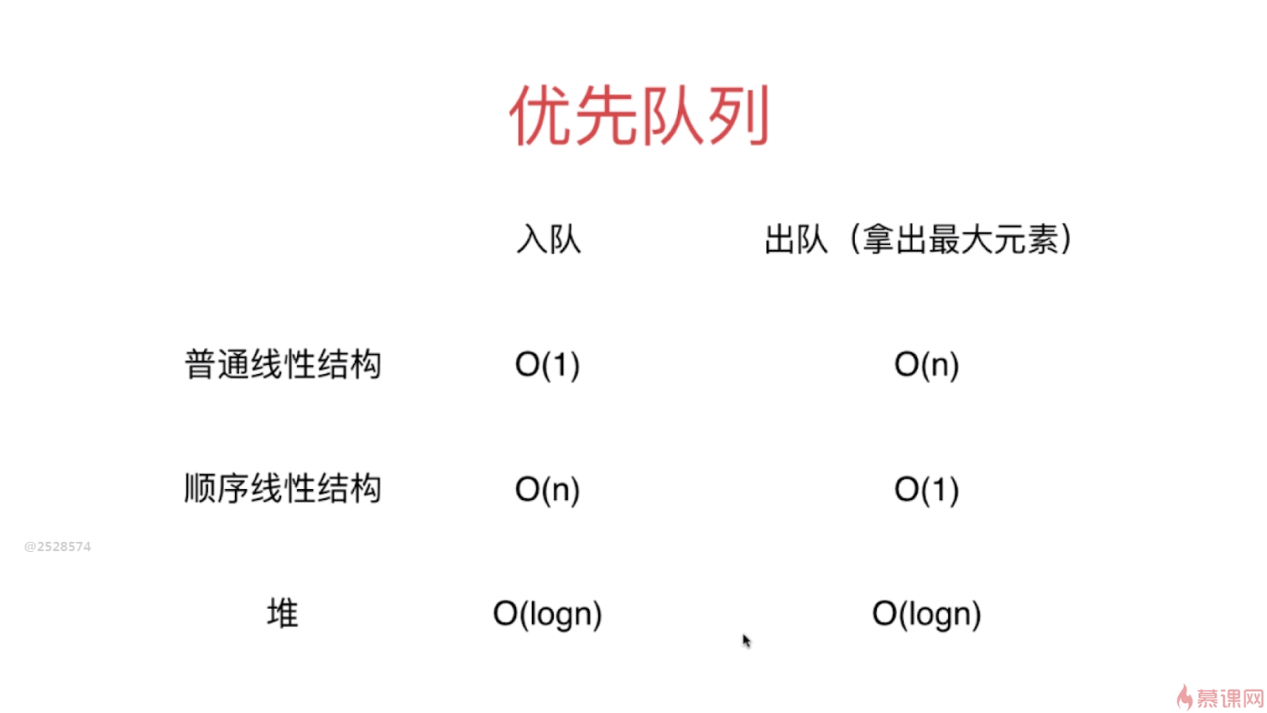 优先队列
入队 出队（拿出最大元素）
普通线性结构 O(1) O(n)
顺序线性结构 O(n) O(1)
@2528574
堆 O(logn) O(logn)
慕课网